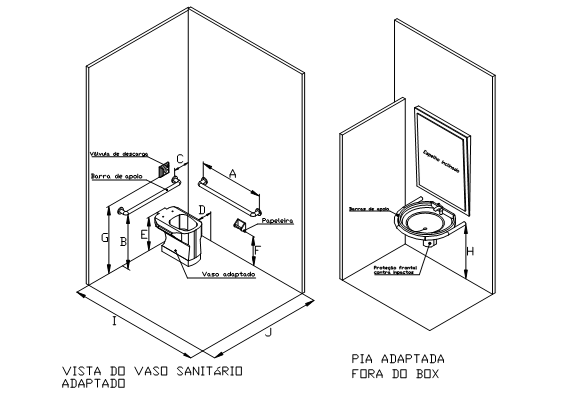 Válvula de descarga
C
Barra de apoio
A
D
Papeleira
G
B
E
F
Vaso adaptado
I
J
VISTA DO VASO SANITáRIO
ADAPTADO
Espelho inclinado
Barras de apoio
H
Proteção frontal
contra impactos
PIA ADAPTADA
FORA DO BOX